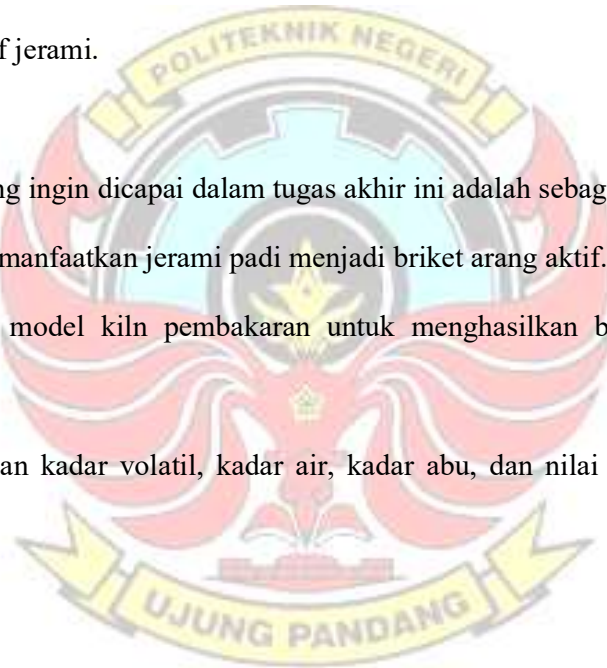 f jerami.
POLITEKNIK NEGERI
ng ingin dicapai dalam tugas akhir ini adalah sebag
manfaatkan jerami padi menjadi briket arang aktif.
model kiln pembakaran untuk menghasilkan b
an kadar volatil, kadar air, kadar abu, dan nilai
UJUNG PANDANG